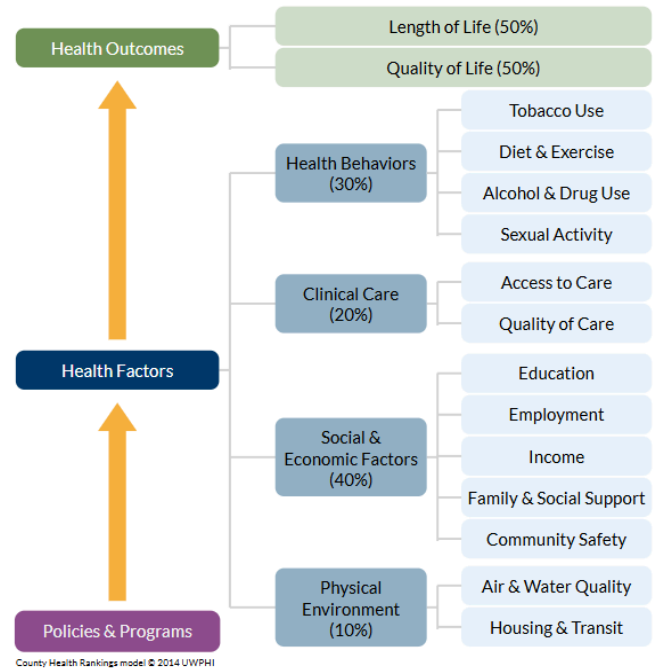 Health Outcomes
Length of Life (50%)
Quality of Life (50%)
Health Factors
Health Behaviors
(30%)
Tobacco Use
Diet & Exercise
Alcohol & Drug Use
Sexual Activity
Clinical Care
(20%)
Access to Care
Quality of Care
Social &
Economic Factors
(40%)
Education
Employment
Income
Family & Social Support
Community Safety
Physical
Environment
(10%)
Air & Water Quality
Housing & Transit
Policies & Programs
County Health Rankings model © 2014 UWPHI